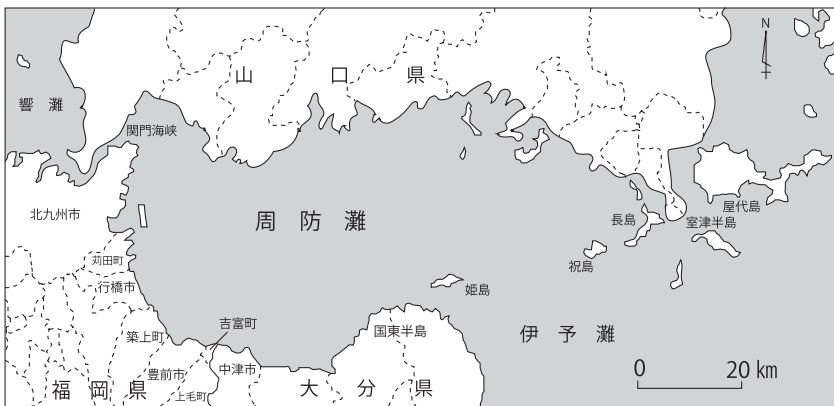 N
山口県
響灘
関門海峡
北九州市
周防灘
屋代島
長島
室津半島
苅田町
祝島
行橋市
姫島
吉富町
国東半島
築上町
伊予灘
豊前市
中津市
0 20 km
福岡県
上毛町
大分県